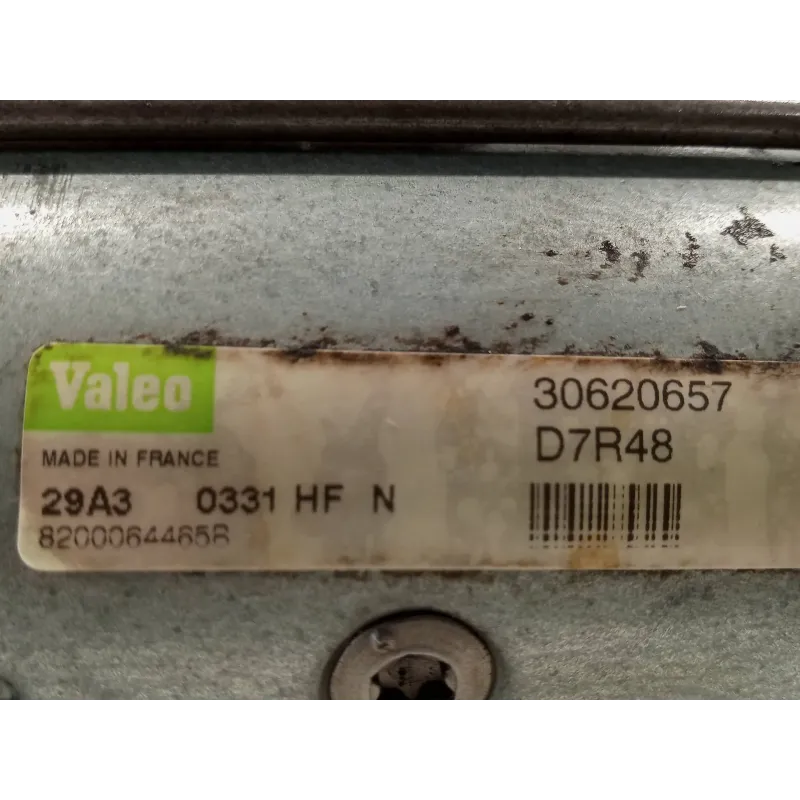 Valeo
30620657
D7R48
MADE IN FRANCE
29A3 0331 HF N
8200064465B